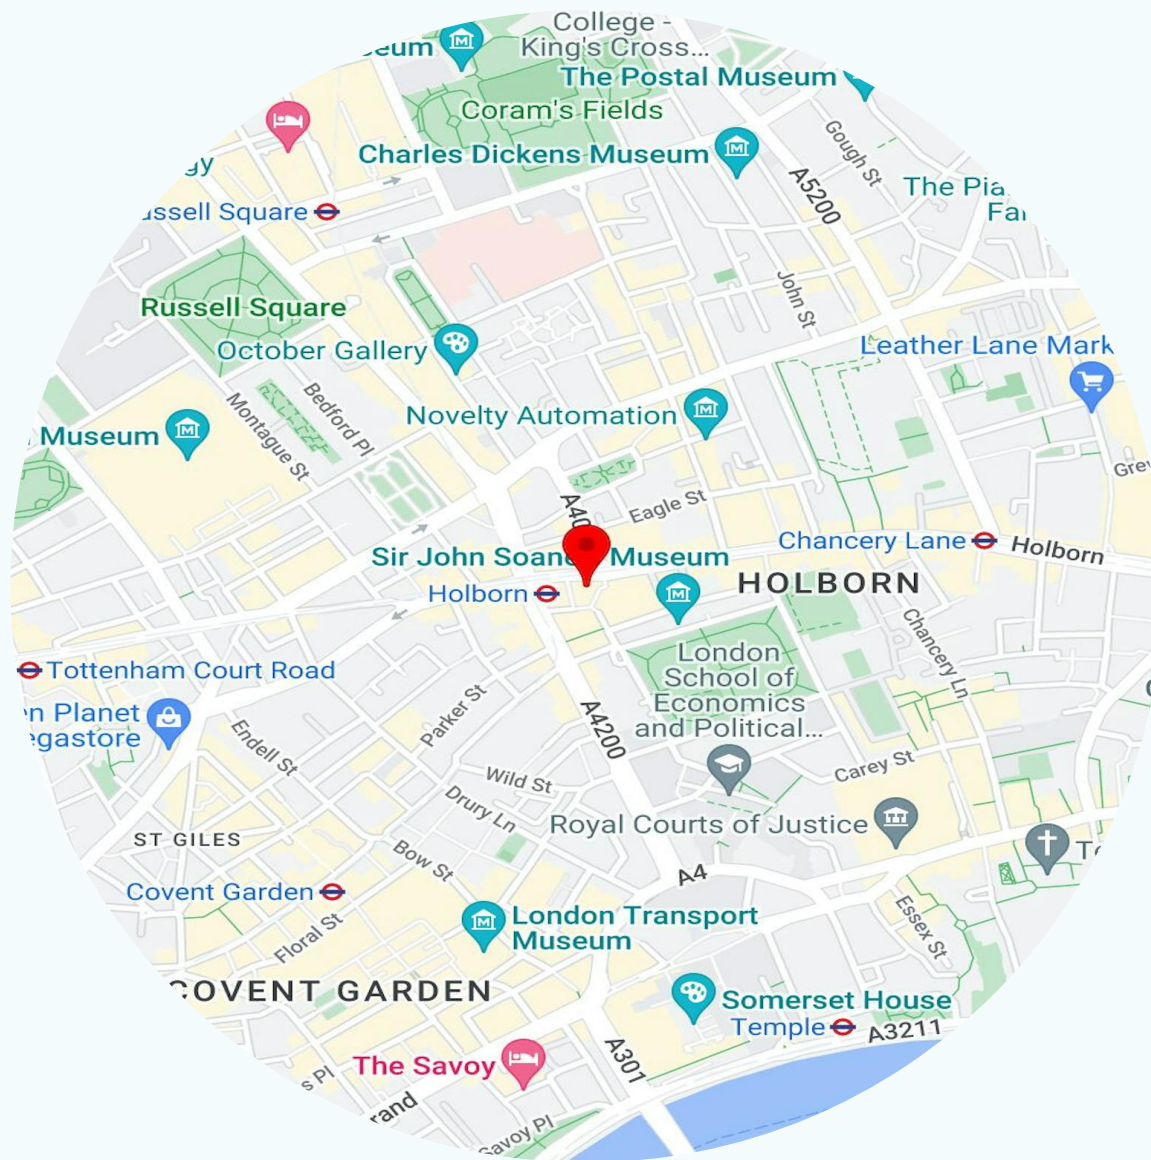 College -
King's Cross...
The Postal Museum
Coram's Fields
Charles Dickens Museum
Gough St
A5200
The Pia
Russell Square
John St
Russell Square
October Gallery
Leather Lane Mark
Novelty Automation
Bedford Pl
Montague St
Museum
Eagle St
A40
Sir John Soane Museum
Chancery Lane
Holborn
Holborn
HOLBORN
Chancery Ln
London
School of
Economics
and Political...
Tottenham Court Road
Parker St
en Planet
egastore
Endell St
A4200
Wild St
Carey St
Drury Ln
Royal Courts of Justice
ST GILES
Bow St
A4
Covent Garden
Floral St
London Transport
Museum
Essex St
COVENT GARDEN
Somerset House
Temple
A3211
The Savoy
A301
s Pl
rand
Savoy Pl